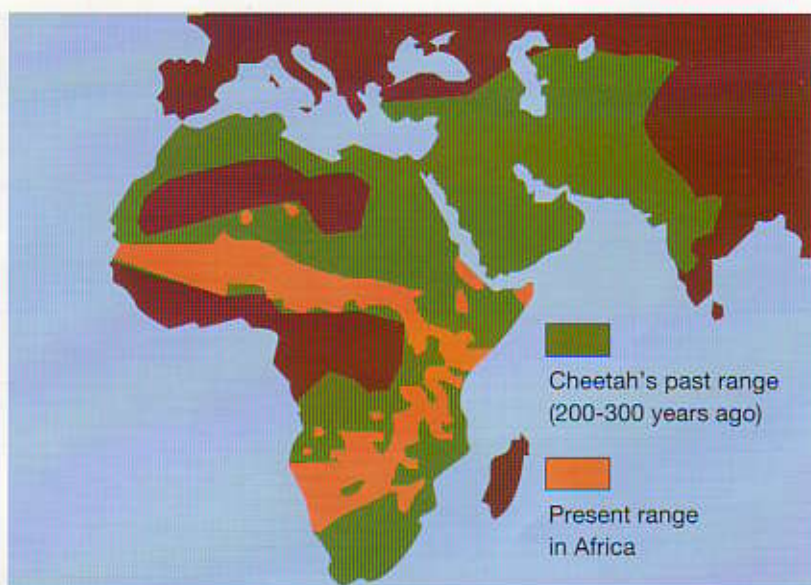 Cheetah's past range
(200-300 years ago)
Present range
in Africa